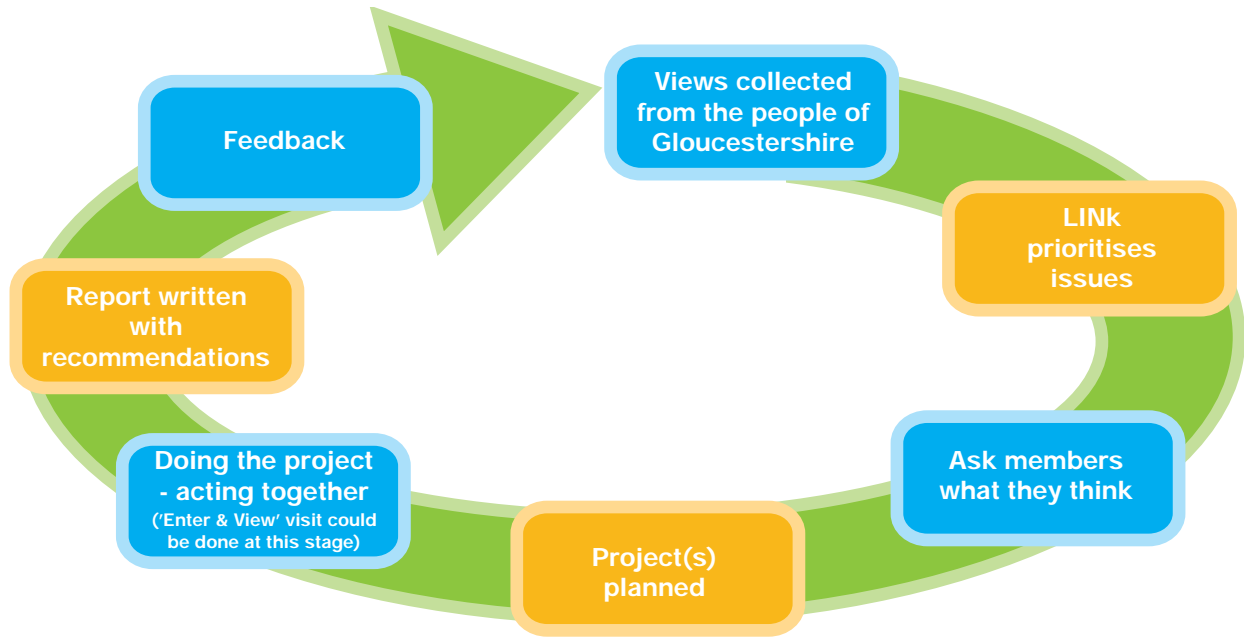 Views collected
from the people of
Gloucestershire
LINk
prioritises
issues
Ask members
what they think
Project(s)
planned
Doing the project
- acting together
(‘Enter & View’ visit could
be done at this stage)
Report written
with
recommendations
Feedback